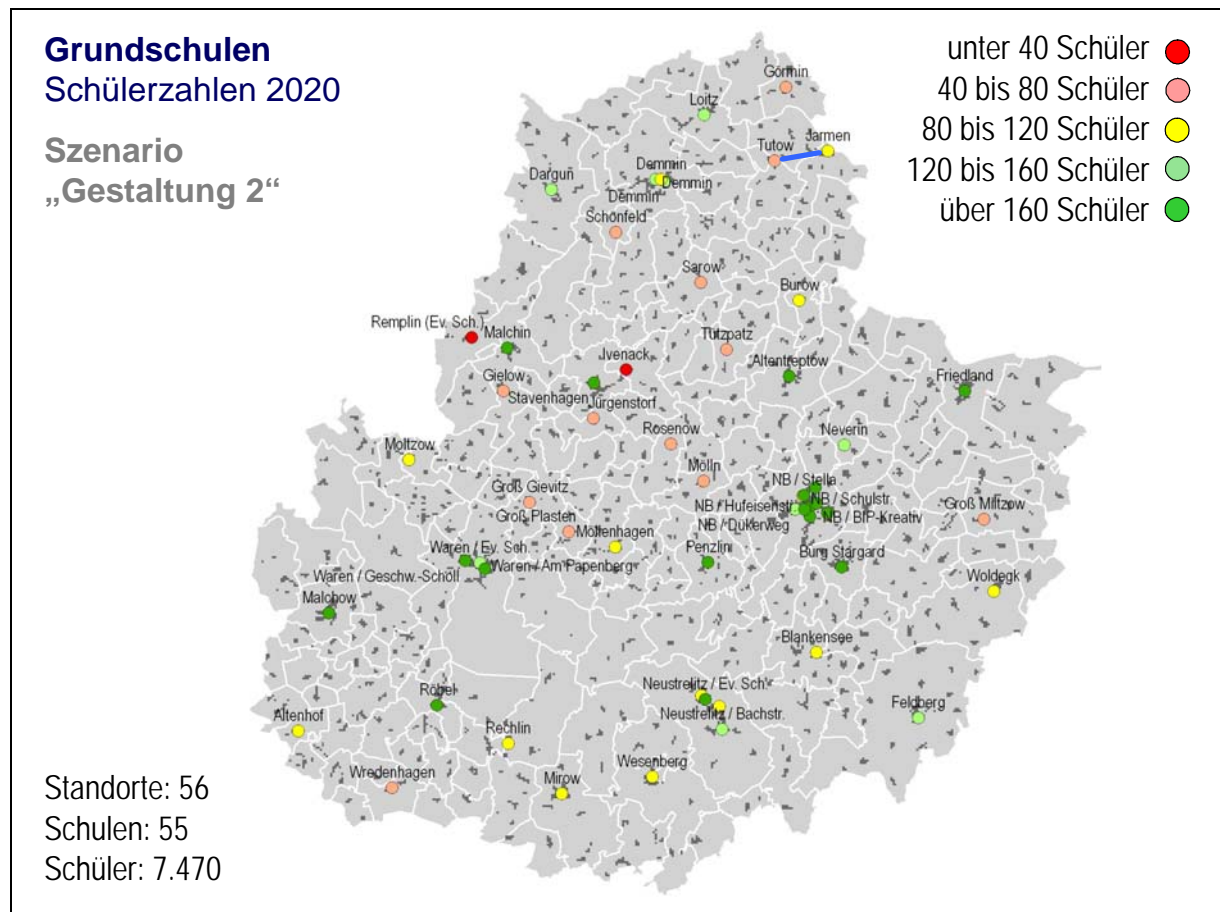 Grundschulen
Schülerzahlen 2020
Szenario
„Gestaltung 2“
unter 40 Schüler
40 bis 80 Schüler
80 bis 120 Schüler
120 bis 160 Schüler
über 160 Schüler
Görmin
Loitz
Jarmen
Tutow
Dargun
Demmin
Demmin
Demmin
Schönfeld
Sarow
Burow
Remplin (Ev. Sch.)
Malchin
Tützpatz
Ivenack
Altentreptow
Friedland
Gielow
Stavenhagen
Jürgenstorf
Rosenow
Neverin
Moltzow
Mölln
NB / Stella
Groß Gievitz
NB / Hufeisenstr.
NB / Schulstr.
Groß Miltzow
Groß Plasten
NB / BIP-Kreativ
NB / Dükerweg
Möllenhagen
Waren / Ev. Sch.
Penzlin
Burg Stargard
Waren / Am Papenberg
Waren / Geschw.-Scholl
Woldegk
Malchow
Blankensee
Neustrelitz / Ev. Sch.
Röbel
Feldberg
Neustrelitz / Bachstr.
Altenhof
Rechlin
Wesenberg
Wredenhagen
Mirow
Standorte: 56
Schulen: 55
Schüler: 7.470